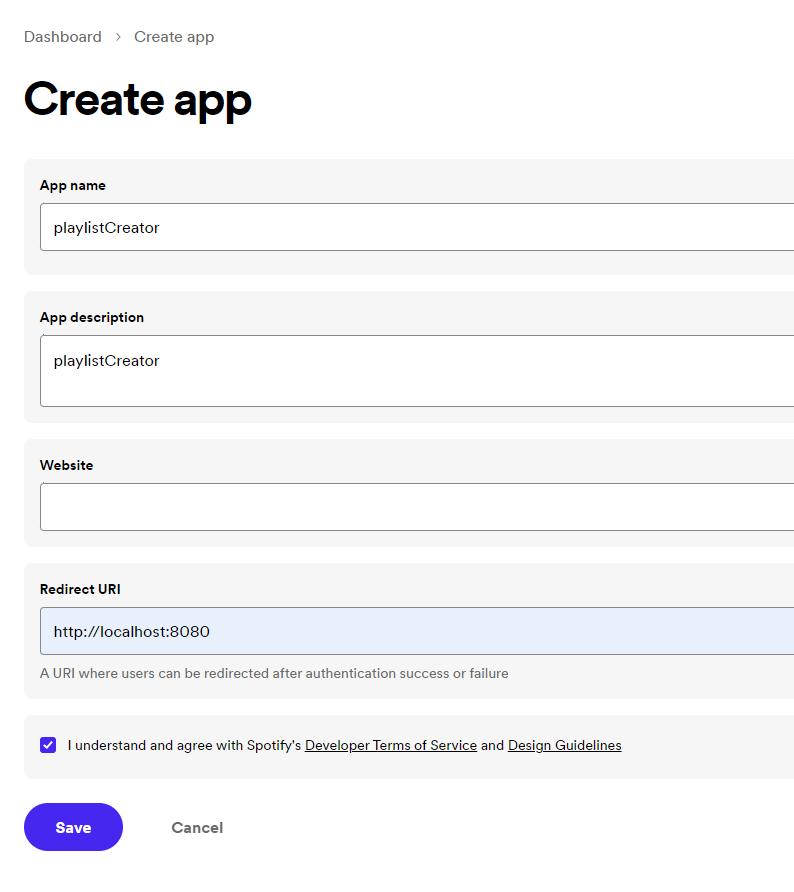 Dashboard > Create app
Create app
App name
playlistCreator
App description
playlistCreator
Website
Redirect URI
http://localhost:8080
A URI where users can be redirected after authentication success or failure
I understand and agree with Spotify's Developer Terms of Service and Design Guidelines
Save Cancel